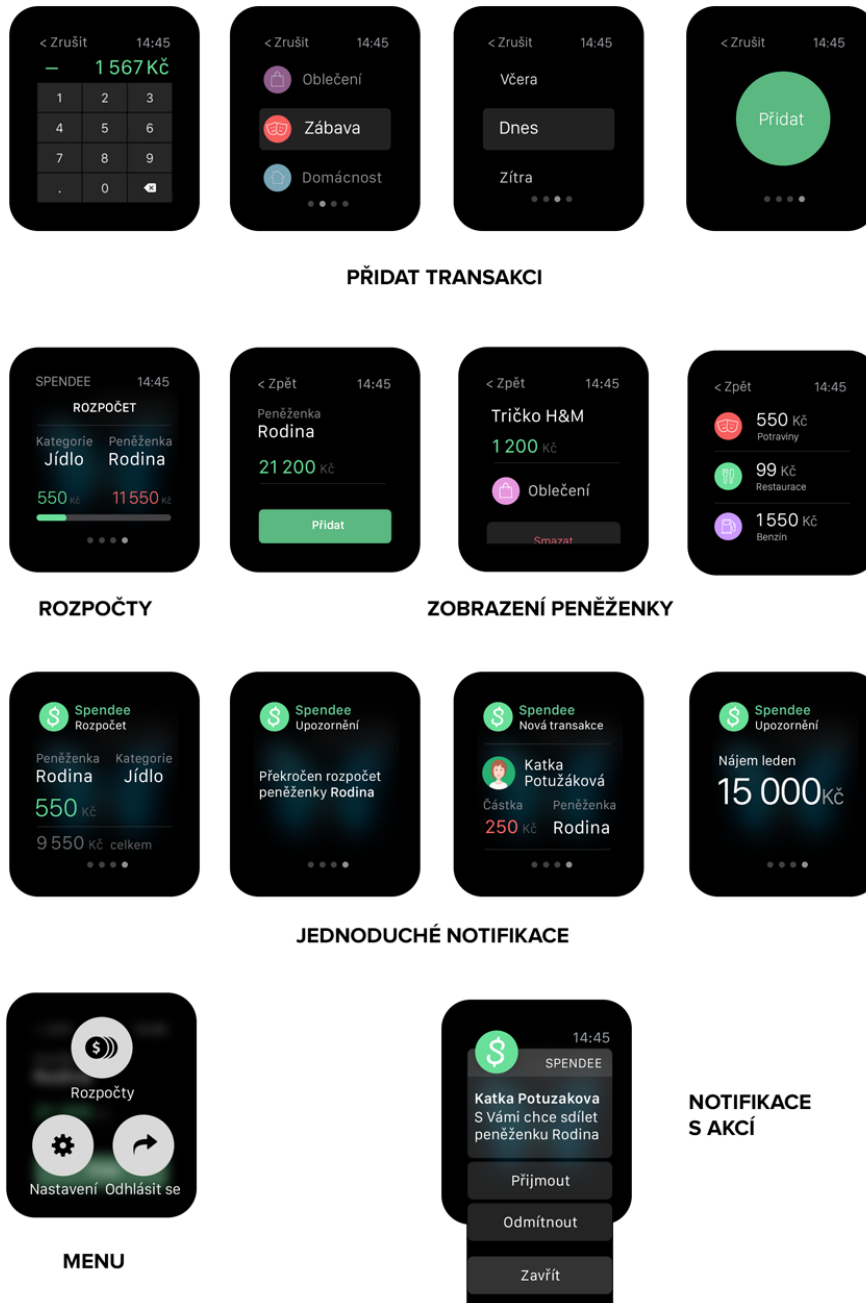 < Zrušit 14:45
– 1 567 Kč
1 2 3
4 5 6
7 8 9
. 0
< Zrušit 14:45
Oblečení
Zábava
Domácnost
< Zrušit 14:45
Včera
Dnes
Zítra
< Zrušit 14:45
Přidat
PŘIDAT TRANSAKCI
SPENDEE 14:45
ROZPOČET
Kategorie Peněženka
Jídlo Rodina
550 Kč 11 550 Kč
< Zpět 14:45
Peněženka
Rodina
21 200 Kč
Přidat
< Zpět 14:45
Tričko H&M
1 200 Kč
Oblečení
Smazat
< Zpět 14:45
550 Kč
Potraviny
99 Kč
Restaurace
1 550 Kč
Benzín
ROZPOČTY
ZOBRAZENÍ PENĚŽENKY
Spendee
Rozpočet
Peněženka Kategorie
Rodina Jídlo
550 Kč
9 550 Kč celkem
Spendee
Upozornění
Překročen rozpočet
peněženky Rodina
Spendee
Nová transakce
Katka
Potužáková
Částka Peněženka
250 Kč Rodina
Spendee
Upozornění
Nájem leden
15 000 Kč
JEDNODUCHÉ NOTIFIKACE
Rozpočty
Nastavení Odhlásit se
MENU
14:45
SPENDEE
Katka Potuzakova
S Vámi chce sdílet
peněženku Rodina
Přijmout
Odmítnout
Zavřít
NOTIFIKACE
S AKCÍ